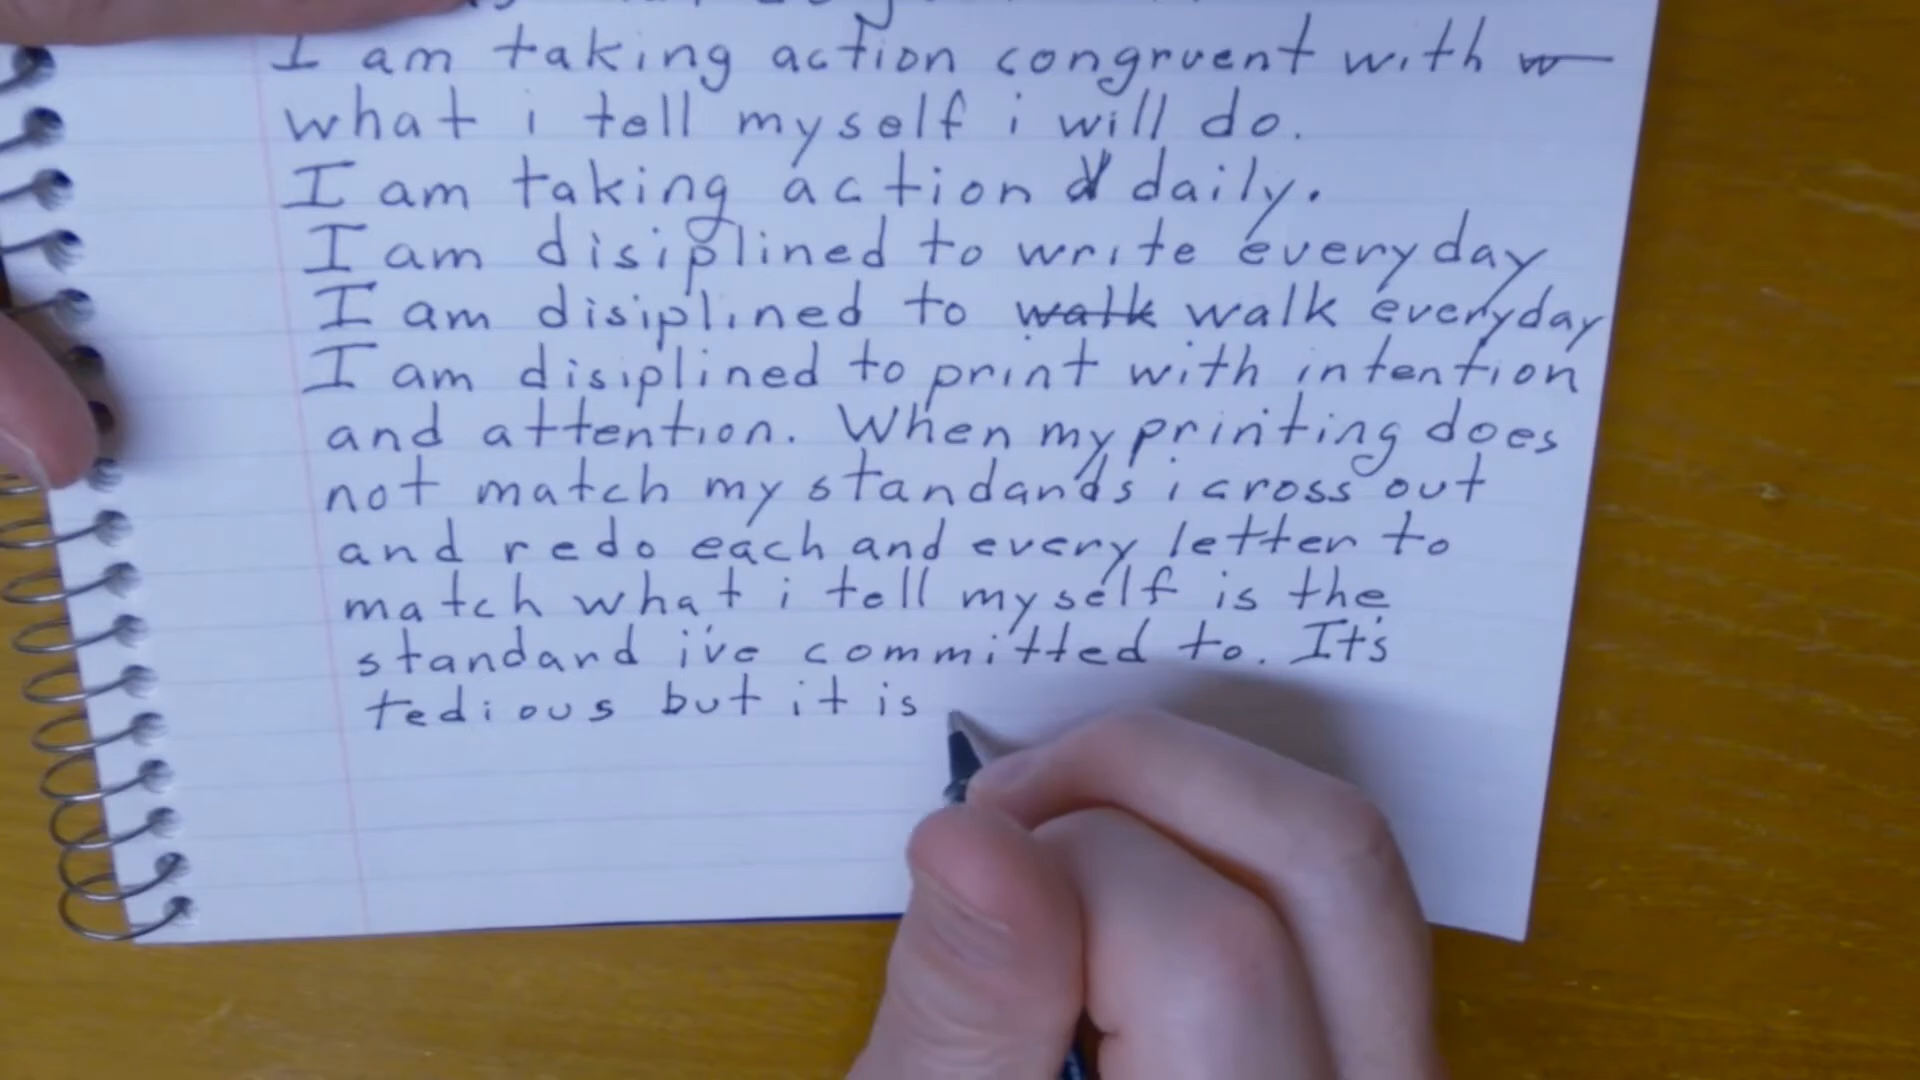 I am taking action congruent with w
what i tell myself i will do.
I am taking action d daily.
I am disiplined to write everyday
I am disiplined to walk walk everyday
I am disiplined to print with intention
and attention. When my printing does
not match my standards i cross out
and redo each and every letter to
match what i tell myself is the
standard i've committed to. It's
tedious but it is